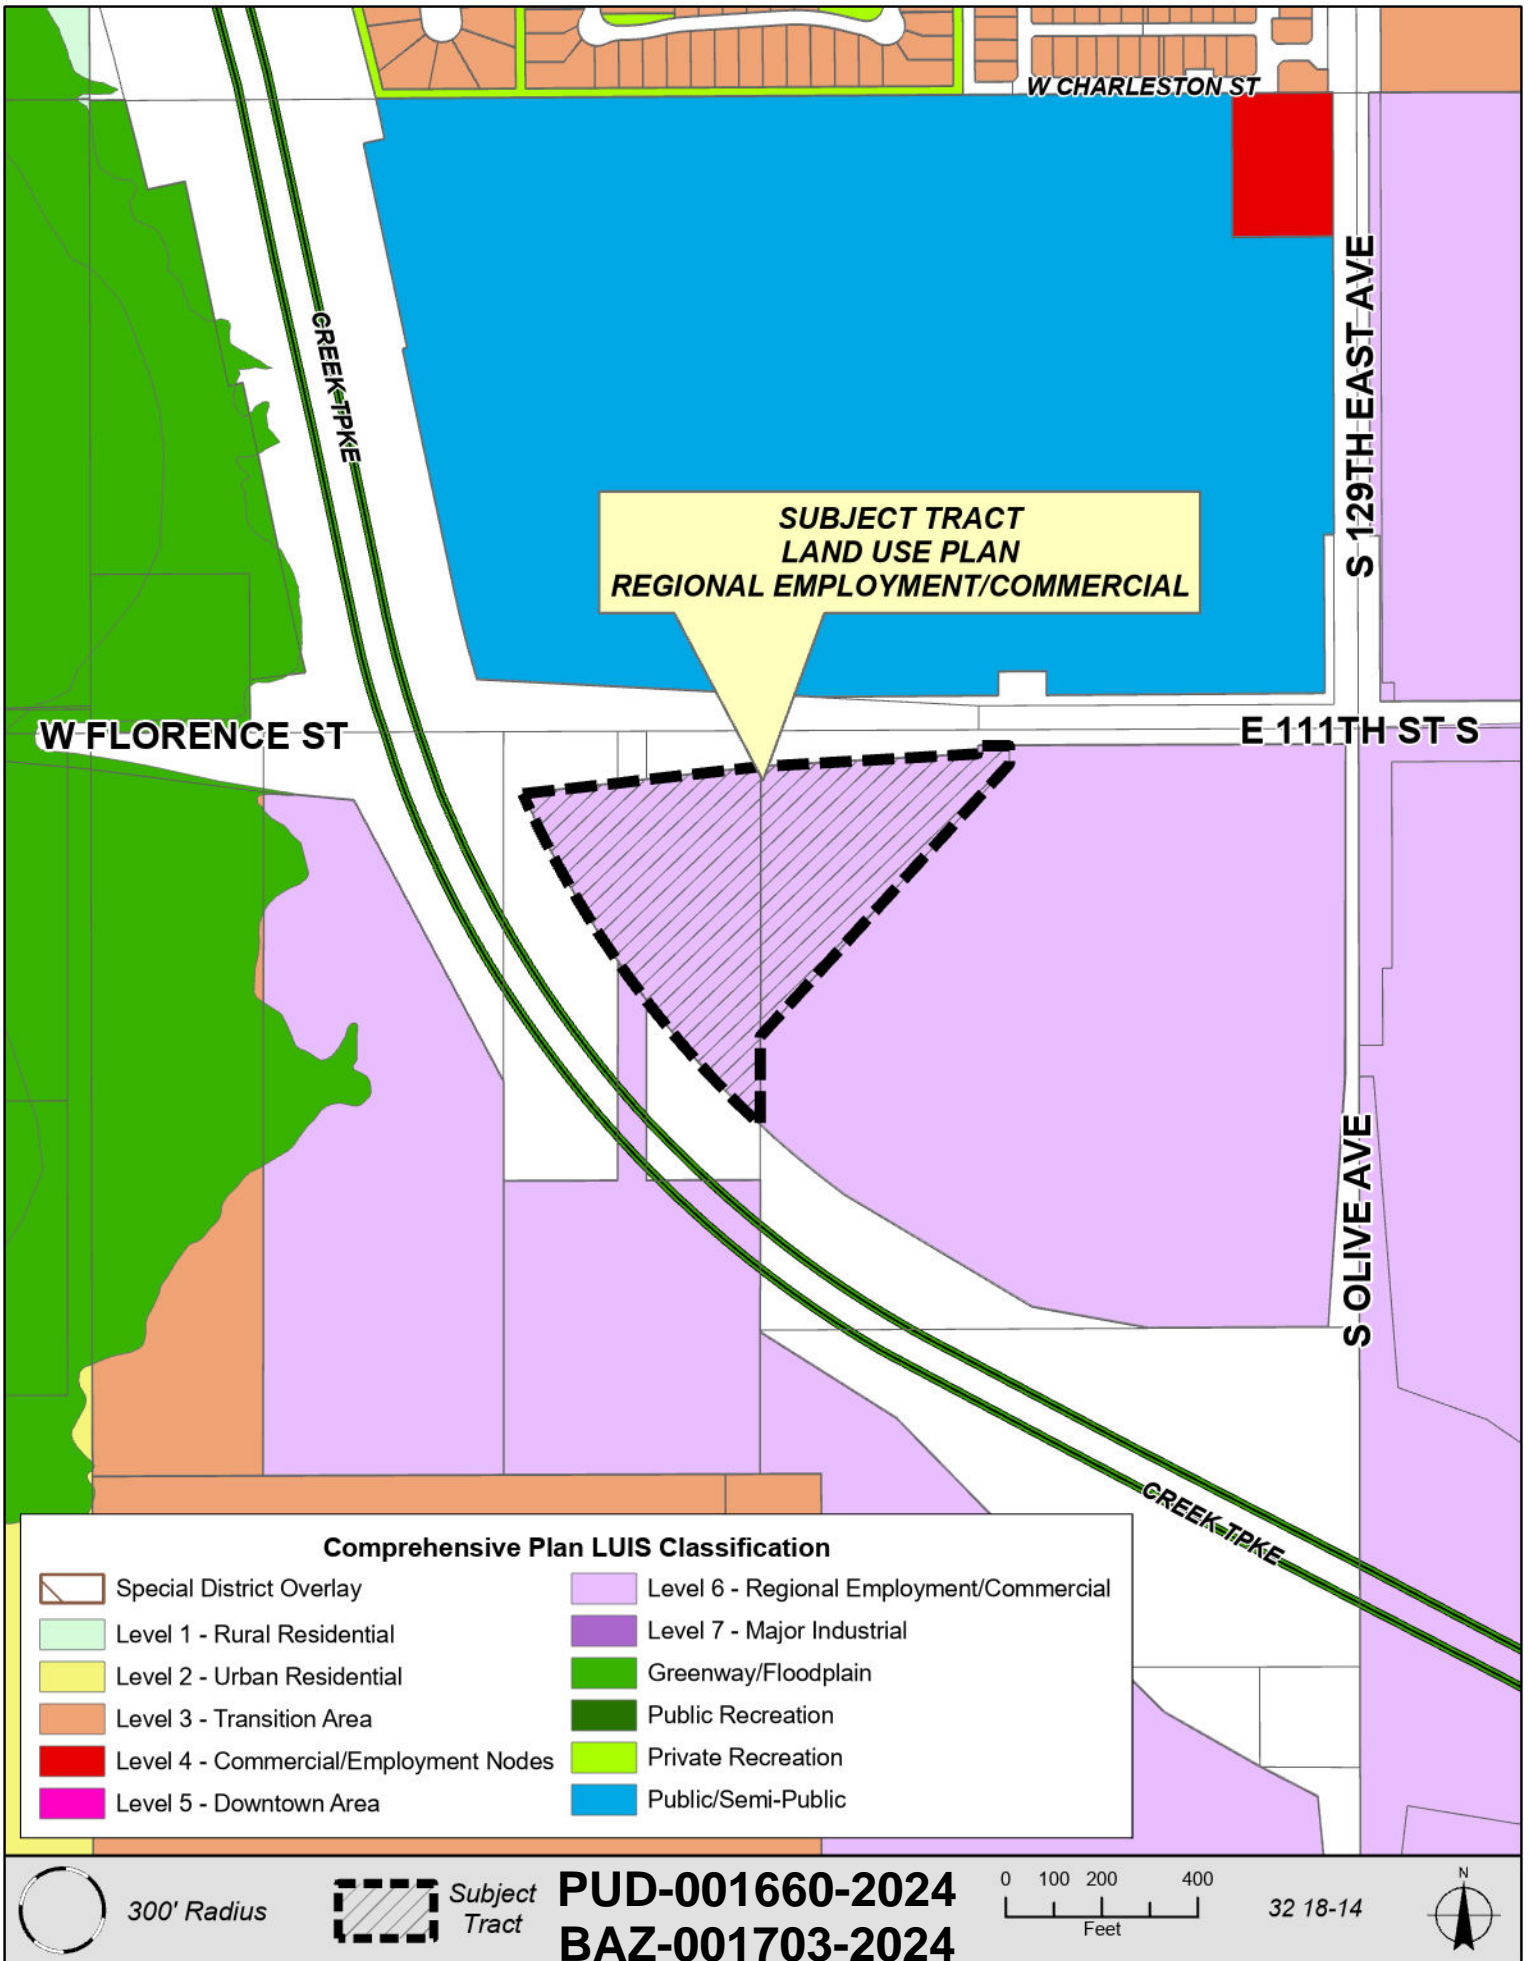 W CHARLESTON ST
S 129TH EAST AVE
CREEK TPKE
SUBJECT TRACT
LAND USE PLAN
REGIONAL EMPLOYMENT/COMMERCIAL
W FLORENCE ST
E 111TH ST S
S OLIVE AVE
CREEK TPKE
Comprehensive Plan LUIS Classification
Special District Overlay
Level 1 - Rural Residential
Level 2 - Urban Residential
Level 3 - Transition Area
Level 4 - Commercial/Employment Nodes
Level 5 - Downtown Area
Level 6 - Regional Employment/Commercial
Level 7 - Major Industrial
Greenway/Floodplain
Public Recreation
Private Recreation
Public/Semi-Public
300' Radius
Subject
Tract
PUD-001660-2024
BAZ-001703-2024
0 100 200 400
Feet
32 18-14
N